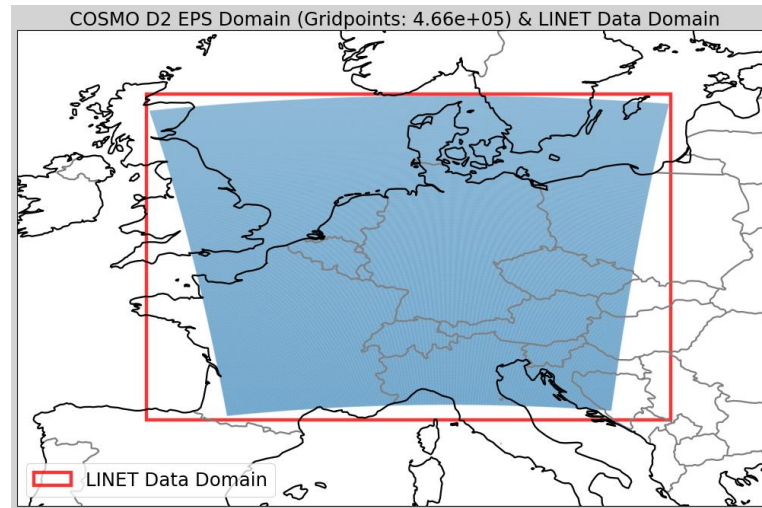 COSMO D2 EPS Domain (Gridpoints: 4.66e+05) & LINET Data Domain
LINET Data Domain